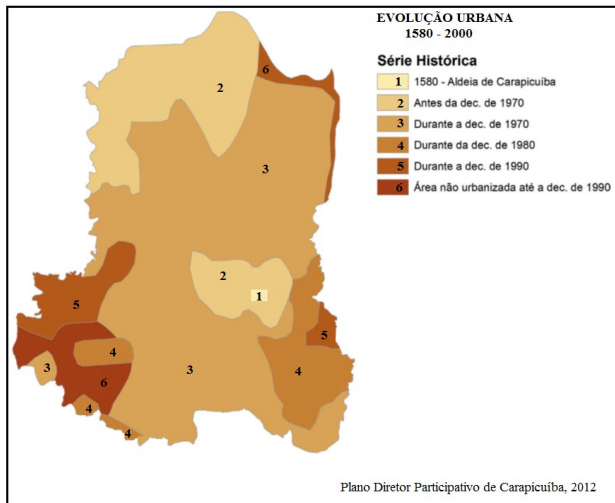 EVOLUÇÃO URBANA
1580 - 2000
Série Histórica
1 1580 - Aldeia de Carapicuíba
2 Antes da dec. de 1970
3 Durante a dec. de 1970
4 Durante da dec. de 1980
5 Durante a dec. de 1990
6 Área não urbanizada até a dec. de 1990
6
2
3
2
1
5
5
4
3
3
4
6
4
4
Plano Diretor Participativo de Carapicuíba, 2012